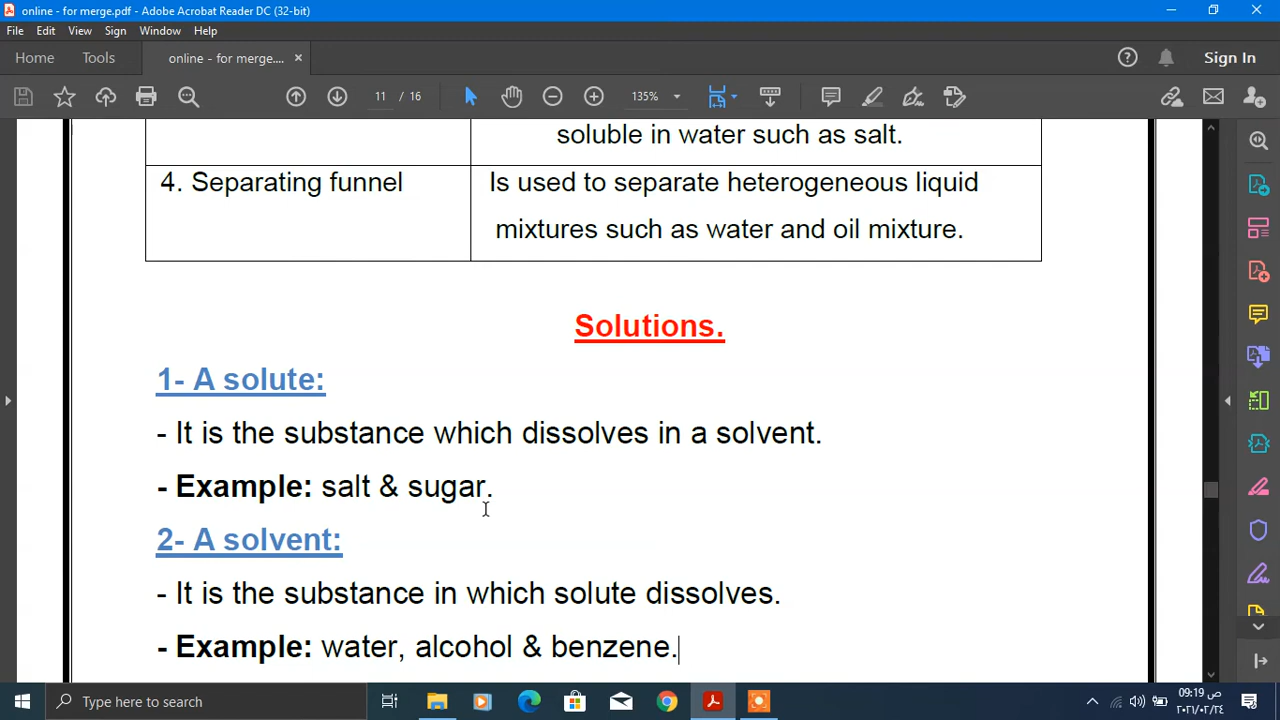 online - for merge.pdf - Adobe Acrobat Reader DC (32-bit)
File Edit View Sign Window Help
Home Tools online - for merge.... × Sign In
11 / 16 135%
soluble in water such as salt.
4. Separating funnel
Is used to separate heterogeneous liquid
mixtures such as water and oil mixture.
Solutions.
1- A solute:
- It is the substance which dissolves in a solvent.
- Example: salt & sugar.
2- A solvent:
- It is the substance in which solute dissolves.
- Example: water, alcohol & benzene.
Type here to search
09:19 ص
٢٠٢١/٠٢/٢٤